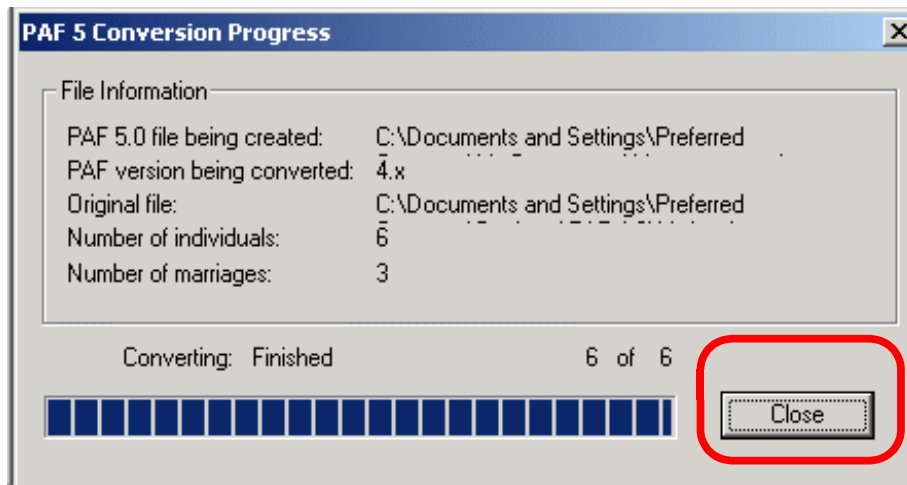 PAF 5 Conversion Progress
File Information
PAF 5.0 file being created: C:\Documents and Settings\Preferred
PAF version being converted: 4.x
Original file: C:\Documents and Settings\Preferred
Number of individuals: 6
Number of marriages: 3
Converting: Finished 6 of 6
Close